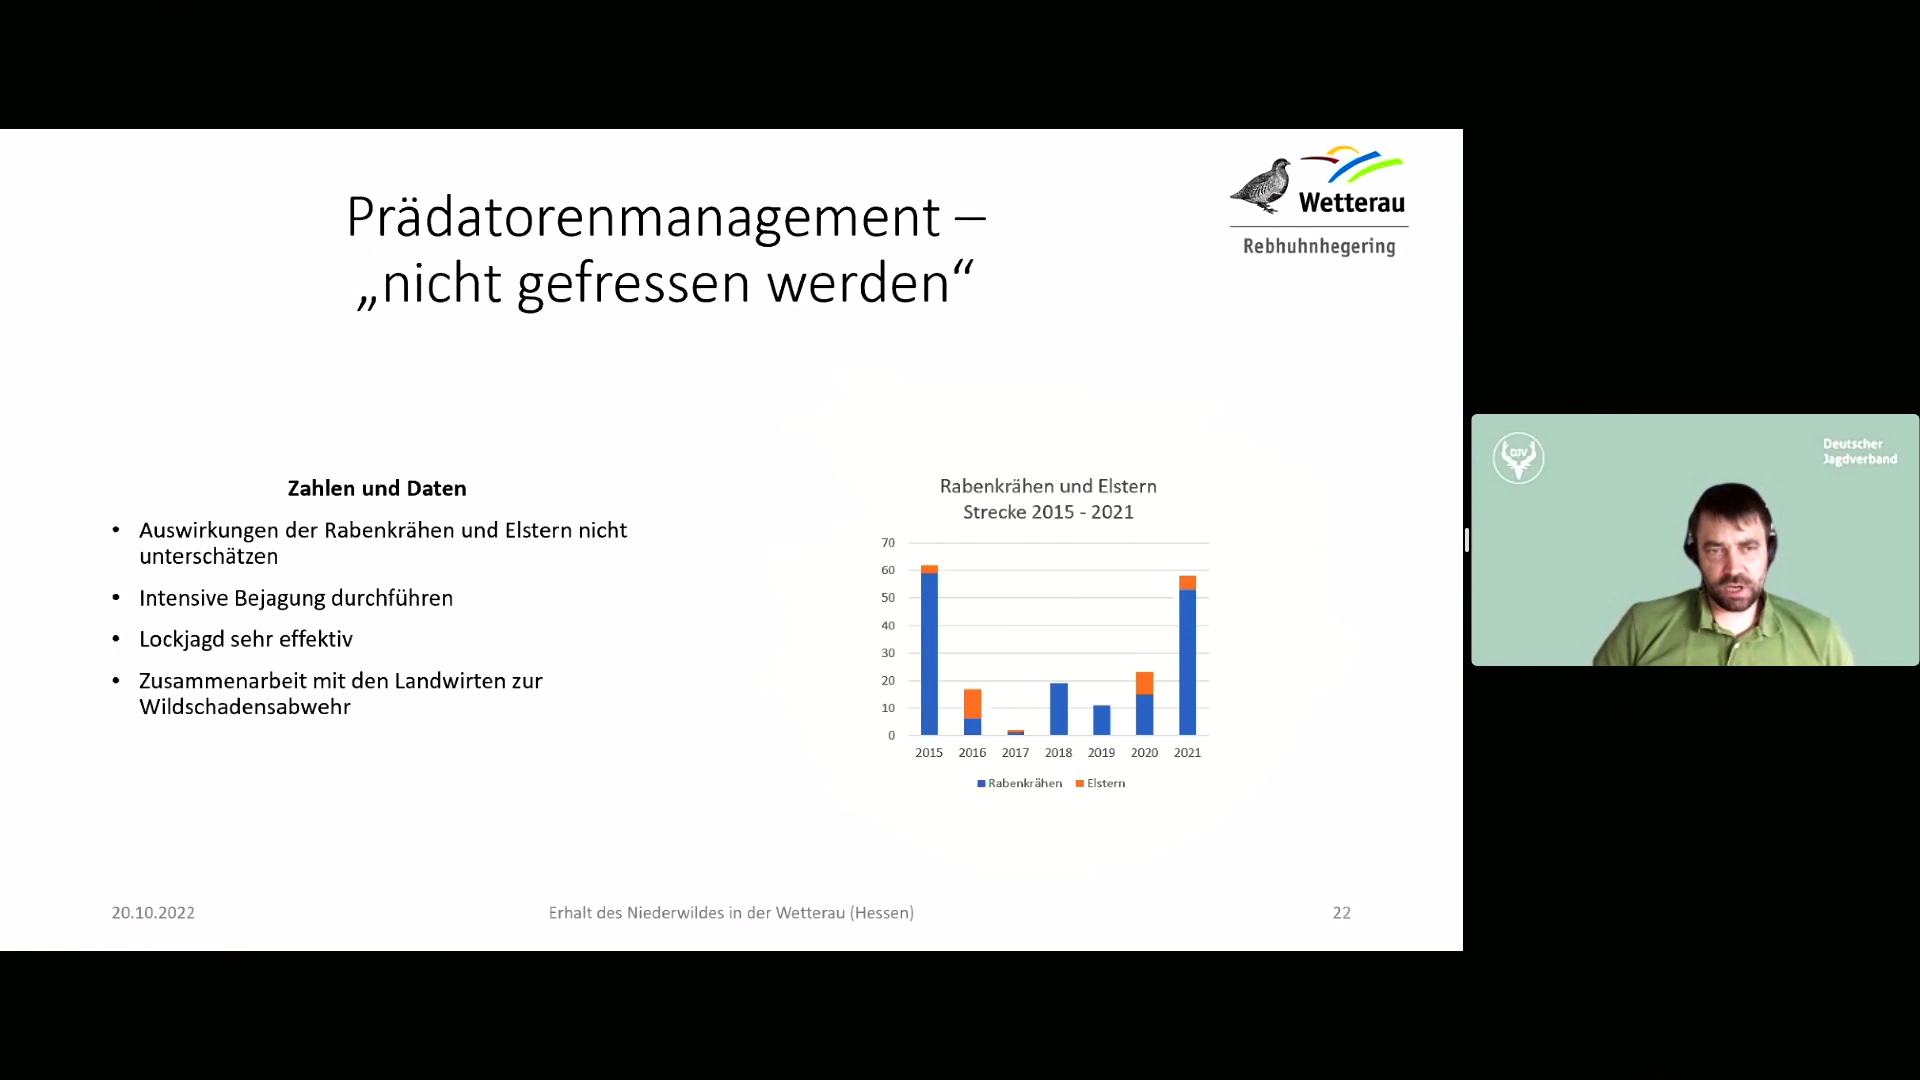 Prädatorenmanagement –
„nicht gefressen werden“
Wetterau
Rebhuhnhegering
Zahlen und Daten
• Auswirkungen der Rabenkrähen und Elstern nicht
unterschätzen
• Intensive Bejagung durchführen
• Lockjagd sehr effektiv
• Zusammenarbeit mit den Landwirten zur
Wildschadensabwehr
Rabenkrähen und Elstern
Strecke 2015 - 2021
70
60
50
40
30
20
10
0
2015 2016 2017 2018 2019 2020 2021
Rabenkrähen Elstern
20.10.2022 Erhalt des Niederwildes in der Wetterau (Hessen) 22
DJV
Deutscher
Jagdverband